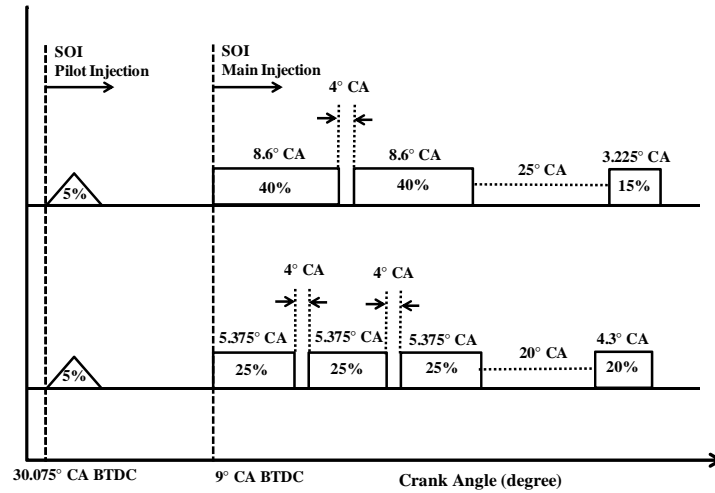 SOI
Pilot Injection
SOI
Main Injection
4° CA
8.6° CA
8.6° CA
25° CA
3.225° CA
5%
40%
40%
15%
4° CA
4° CA
5.375° CA
5.375° CA
5.375° CA
20° CA
4.3° CA
5%
25%
25%
25%
20%
30.075° CA BTDC
9° CA BTDC
Crank Angle (degree)